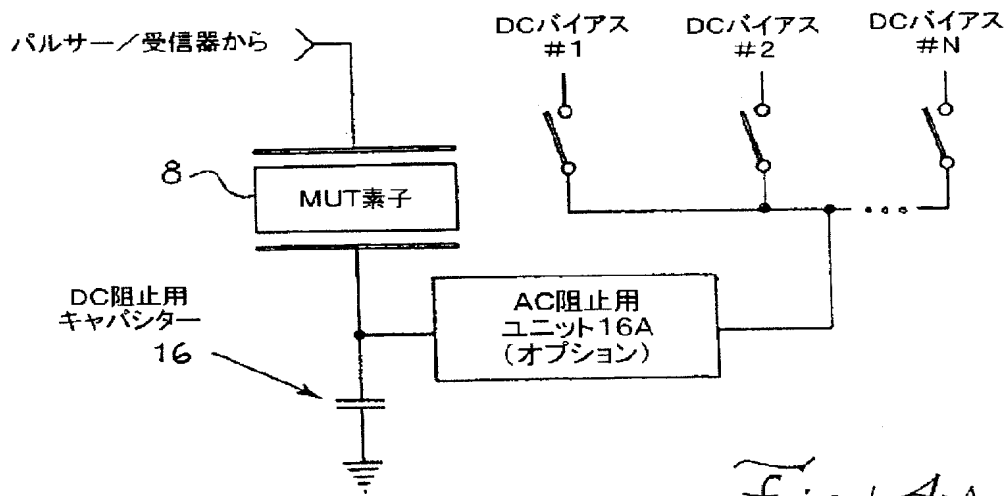 パルサー／受信器から
DCバイアス
#1
DCバイアス
#2
DCバイアス
#N
8
MUT素子
DC阻止用
キャパシター
16
AC阻止用
ユニット16A
(オプション)